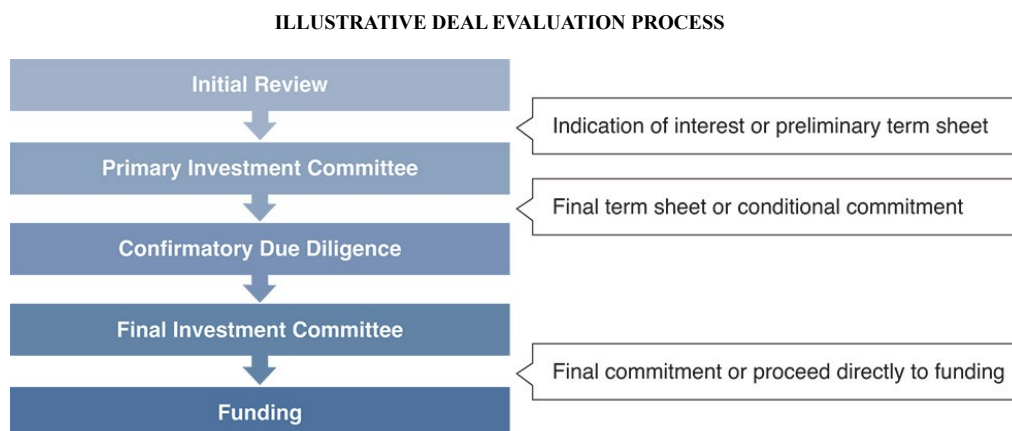 ILLUSTRATIVE DEAL EVALUATION PROCESS
Initial Review
Indication of interest or preliminary term sheet
Primary Investment Committee
Final term sheet or conditional commitment
Confirmatory Due Diligence
Final Investment Committee
Final commitment or proceed directly to funding
Funding